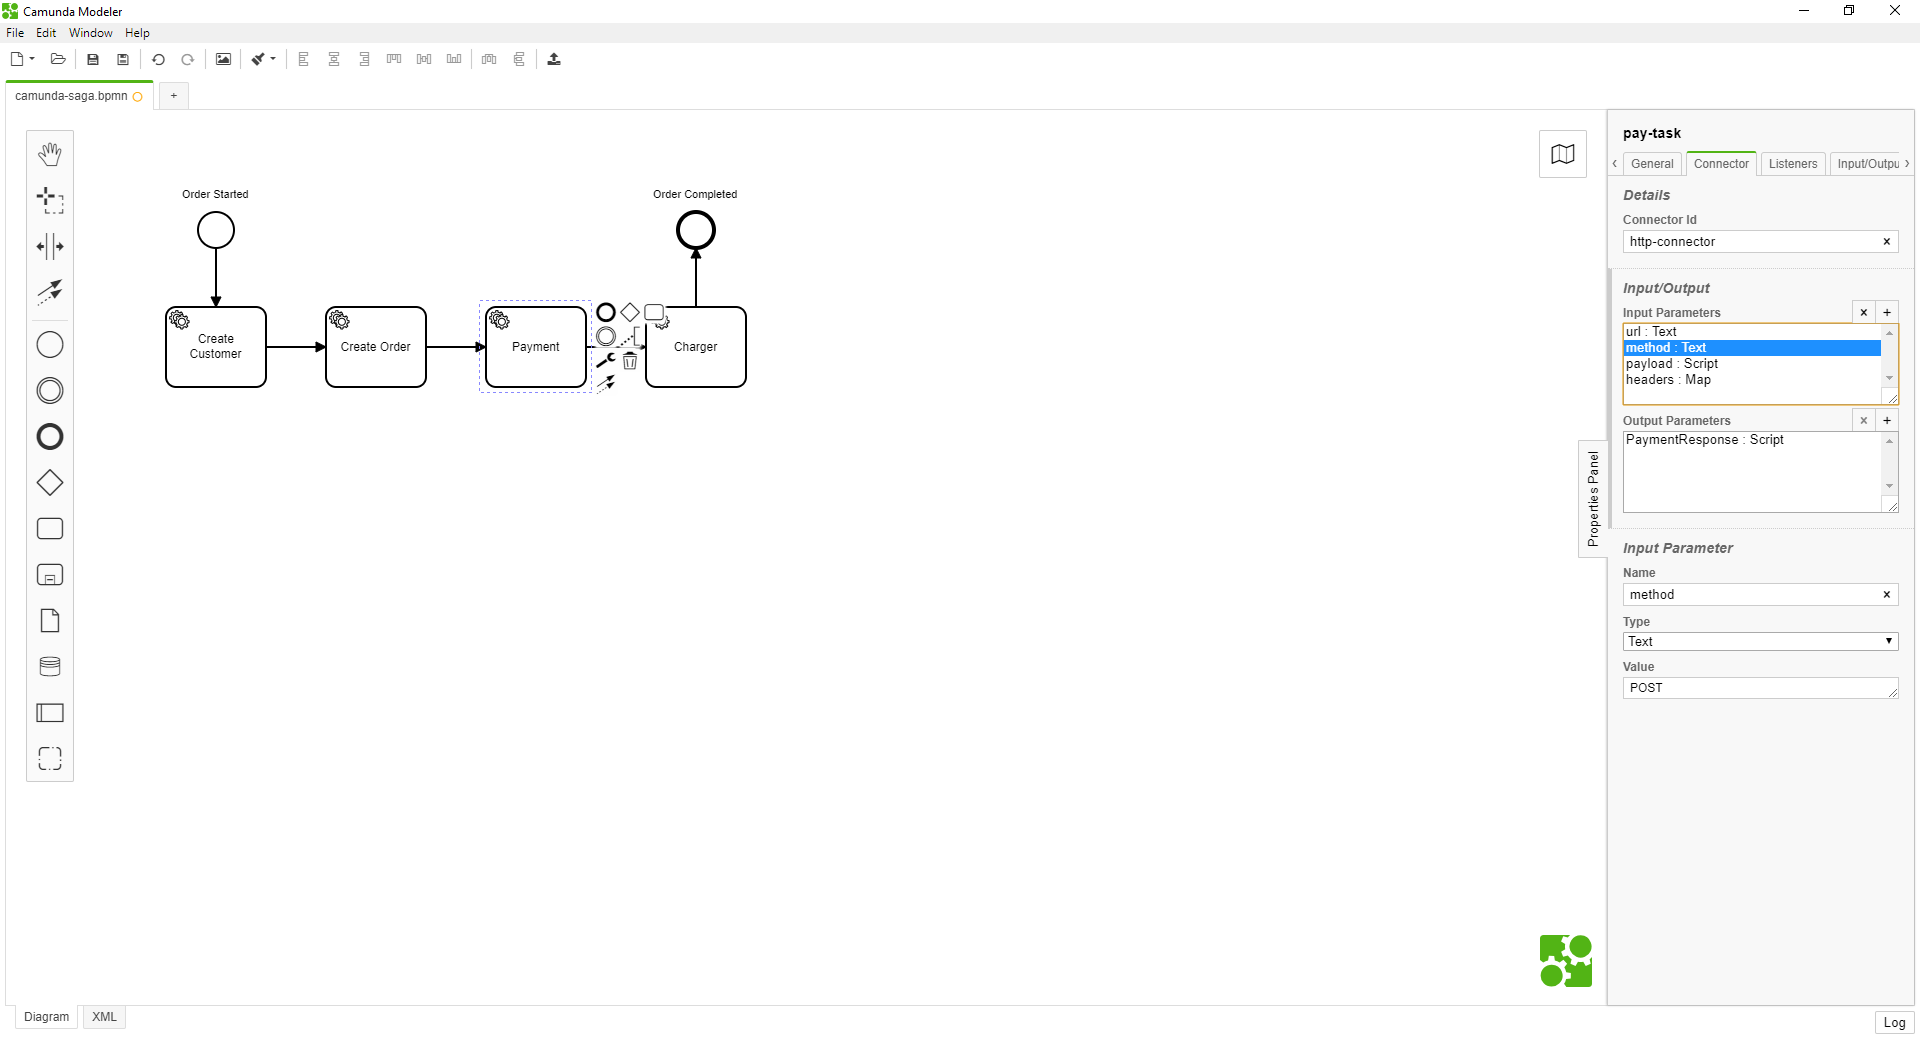 Camunda Modeler
File Edit Window Help
camunda-saga.bpmn
+
Order Started
Order Completed
Create
Customer
Create Order
Payment
Charger
Properties Panel
pay-task
General Connector Listeners Input/Outpu
Details
Connector Id
http-connector
Input/Output
Input Parameters
url : Text
method : Text
payload : Script
headers : Map
Output Parameters
PaymentResponse : Script
Input Parameter
Name
method
Type
Text
Value
POST
Diagram XML
Log